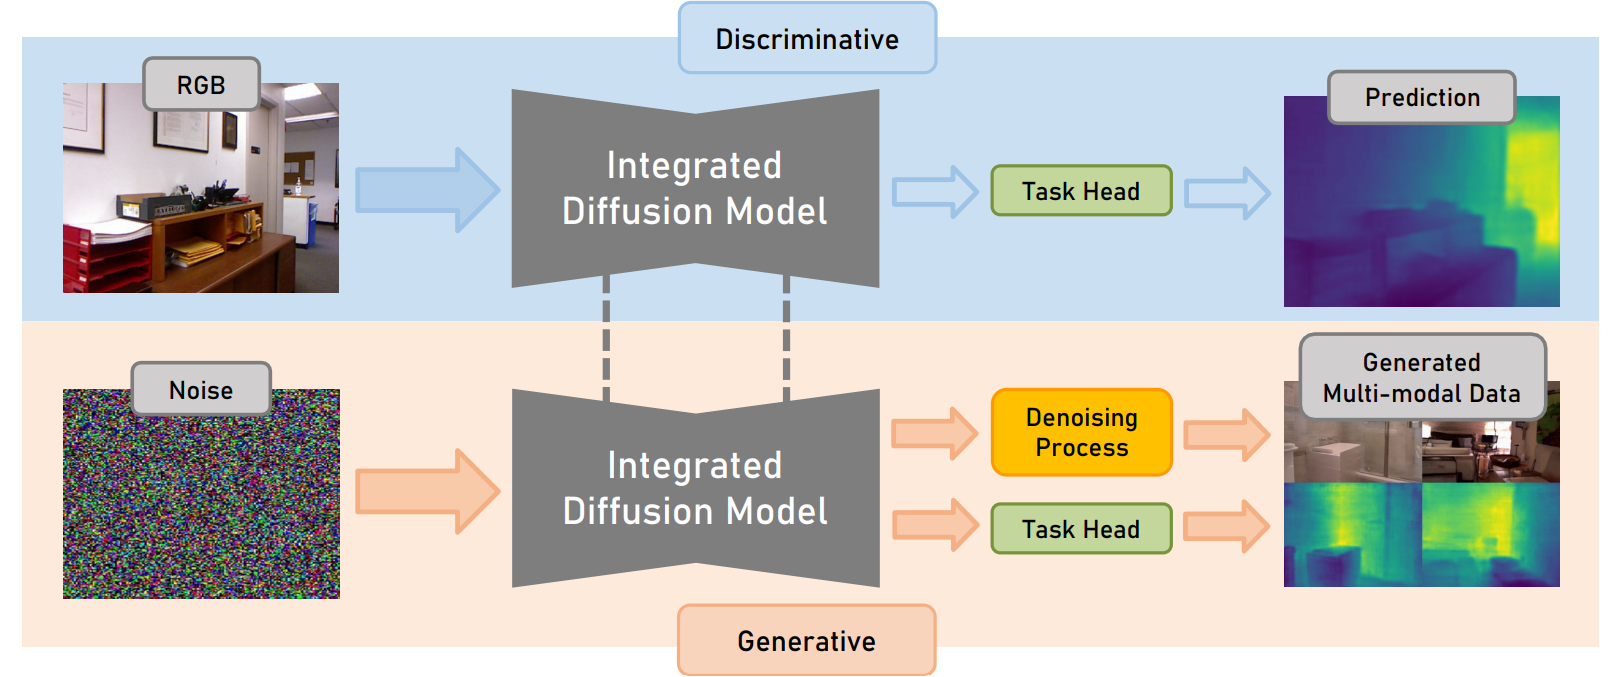 Discriminative
RGB
Prediction
Integrated
Diffusion Model
Task Head
Noise
Generated
Multi-modal Data
Integrated
Diffusion Model
Denoising
Process
Task Head
Generative